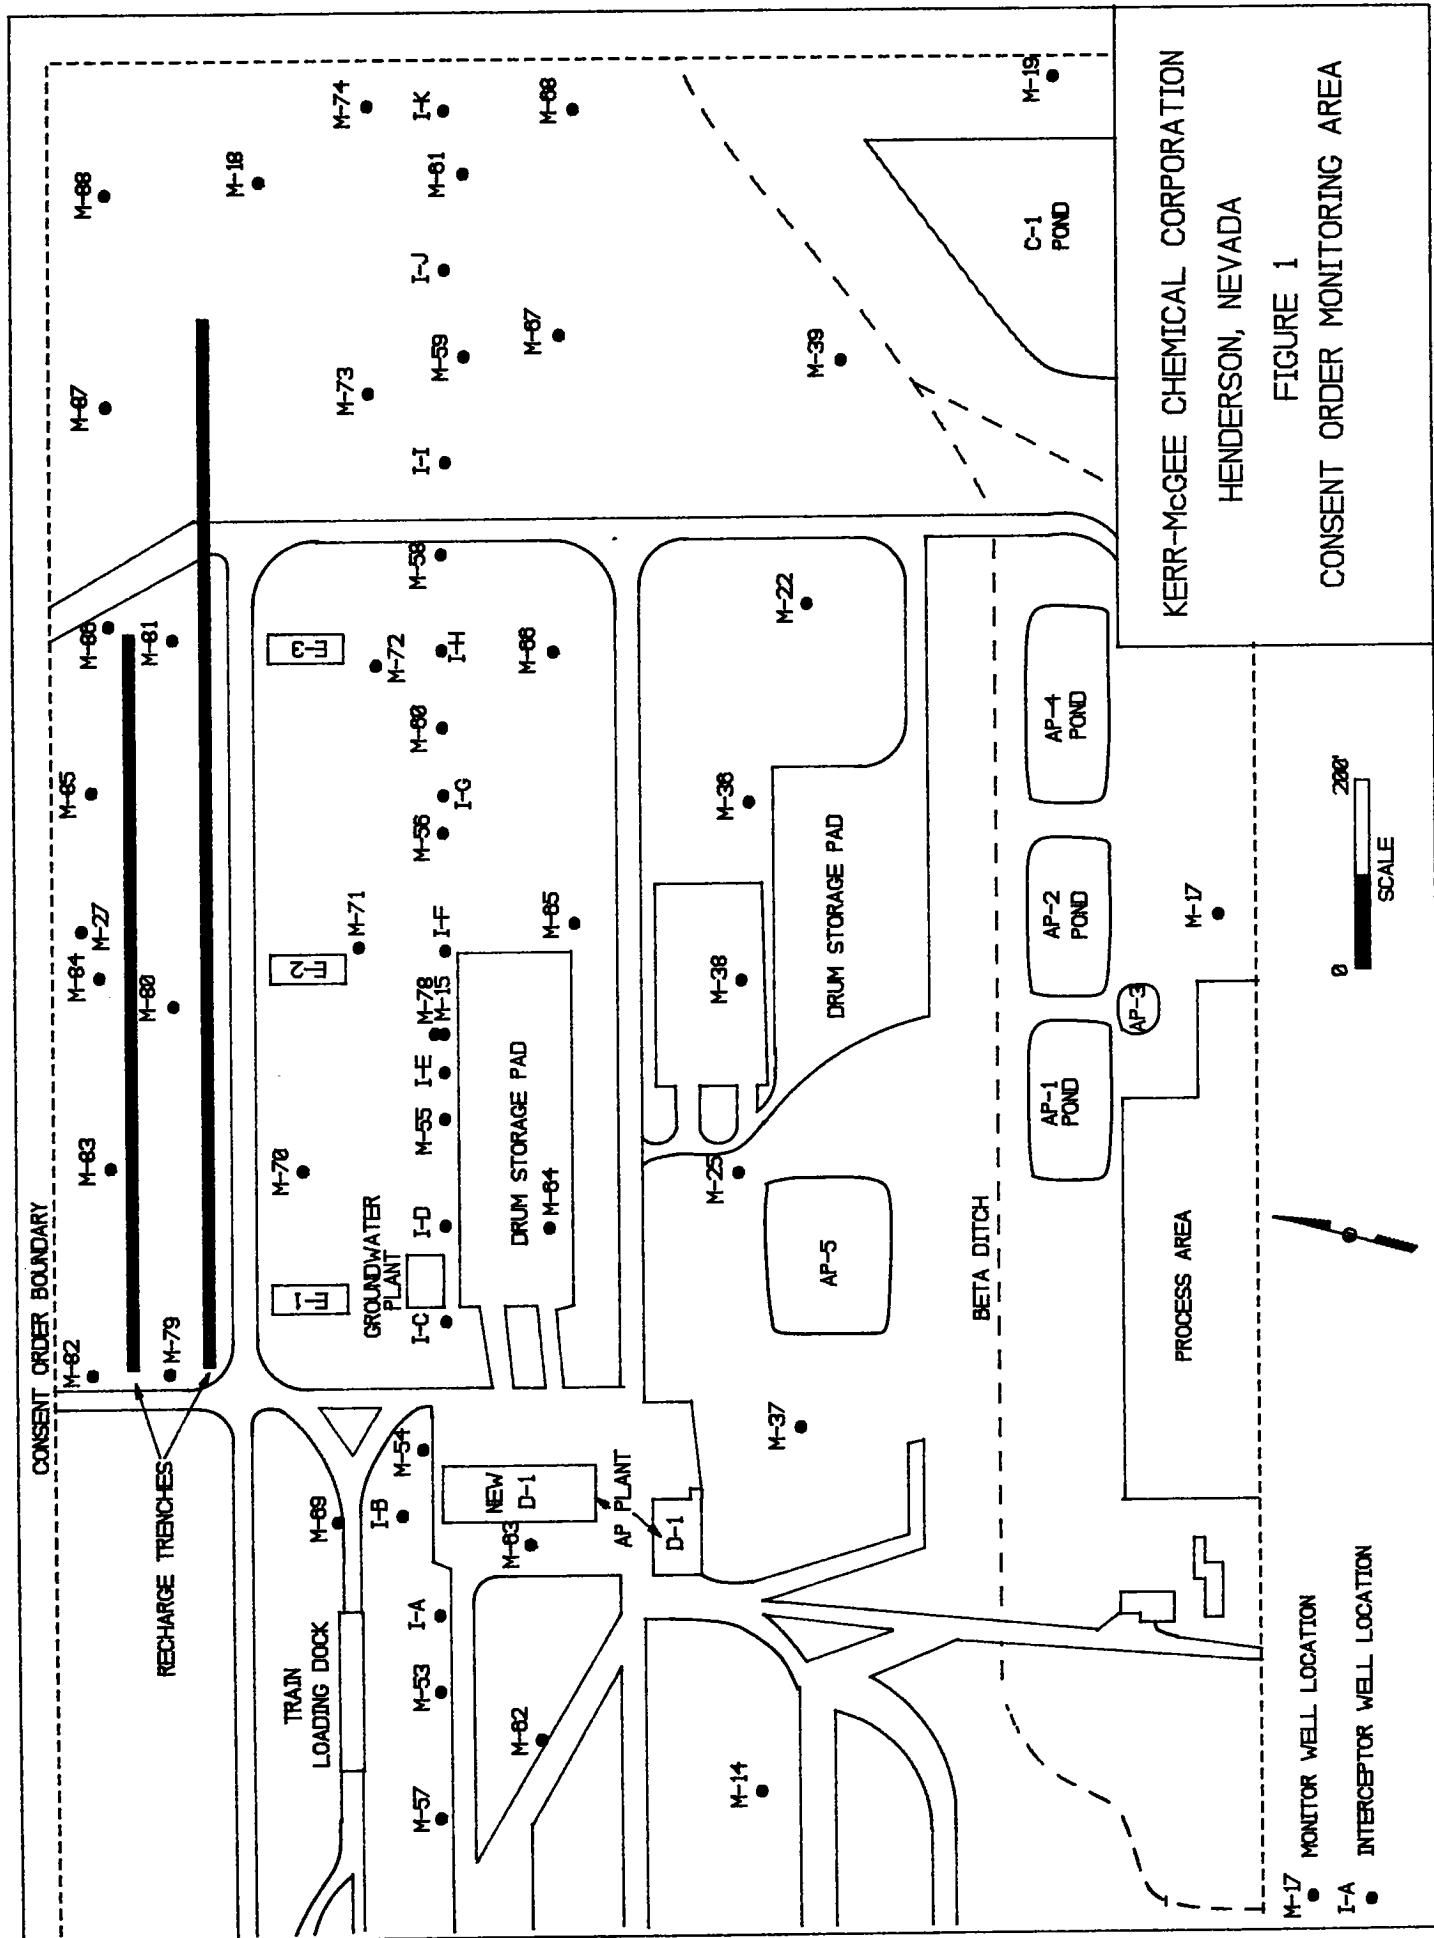 CONSENT ORDER BOUNDARY
M-82
M-83
M-84
M-27
M-85
M-86
M-87
M-88
M-79
M-80
M-81
M-18
RECHARGE TRENCHES
E-1
E-2
E-3
M-70
M-71
M-72
M-73
M-74
TRAIN
LOADING DOCK
M-69
I-B
M-54
GROUNDWATER
PLANT
M-57
M-53
I-A
I-C
I-D
M-55
I-E
M-78
M-15
I-F
M-56
I-G
M-60
I-H
M-58
I-I
M-59
I-J
M-61
I-K
NEW
D-1
M-62
M-63
DRUM STORAGE PAD
M-64
M-65
M-66
M-67
M-68
AP PLANT
D-1
M-14
M-37
M-25
M-38
M-36
M-22
M-39
AP-5
DRUM STORAGE PAD
BETA DITCH
C-1
POND
M-19
AP-1
POND
AP-2
POND
AP-3
AP-4
POND
PROCESS AREA
M-17
KERR-McGEE CHEMICAL CORPORATION
HENDERSON, NEVADA
FIGURE 1
CONSENT ORDER MONITORING AREA
M-17 MONITOR WELL LOCATION
I-A INTERCEPTOR WELL LOCATION
0 200'
SCALE